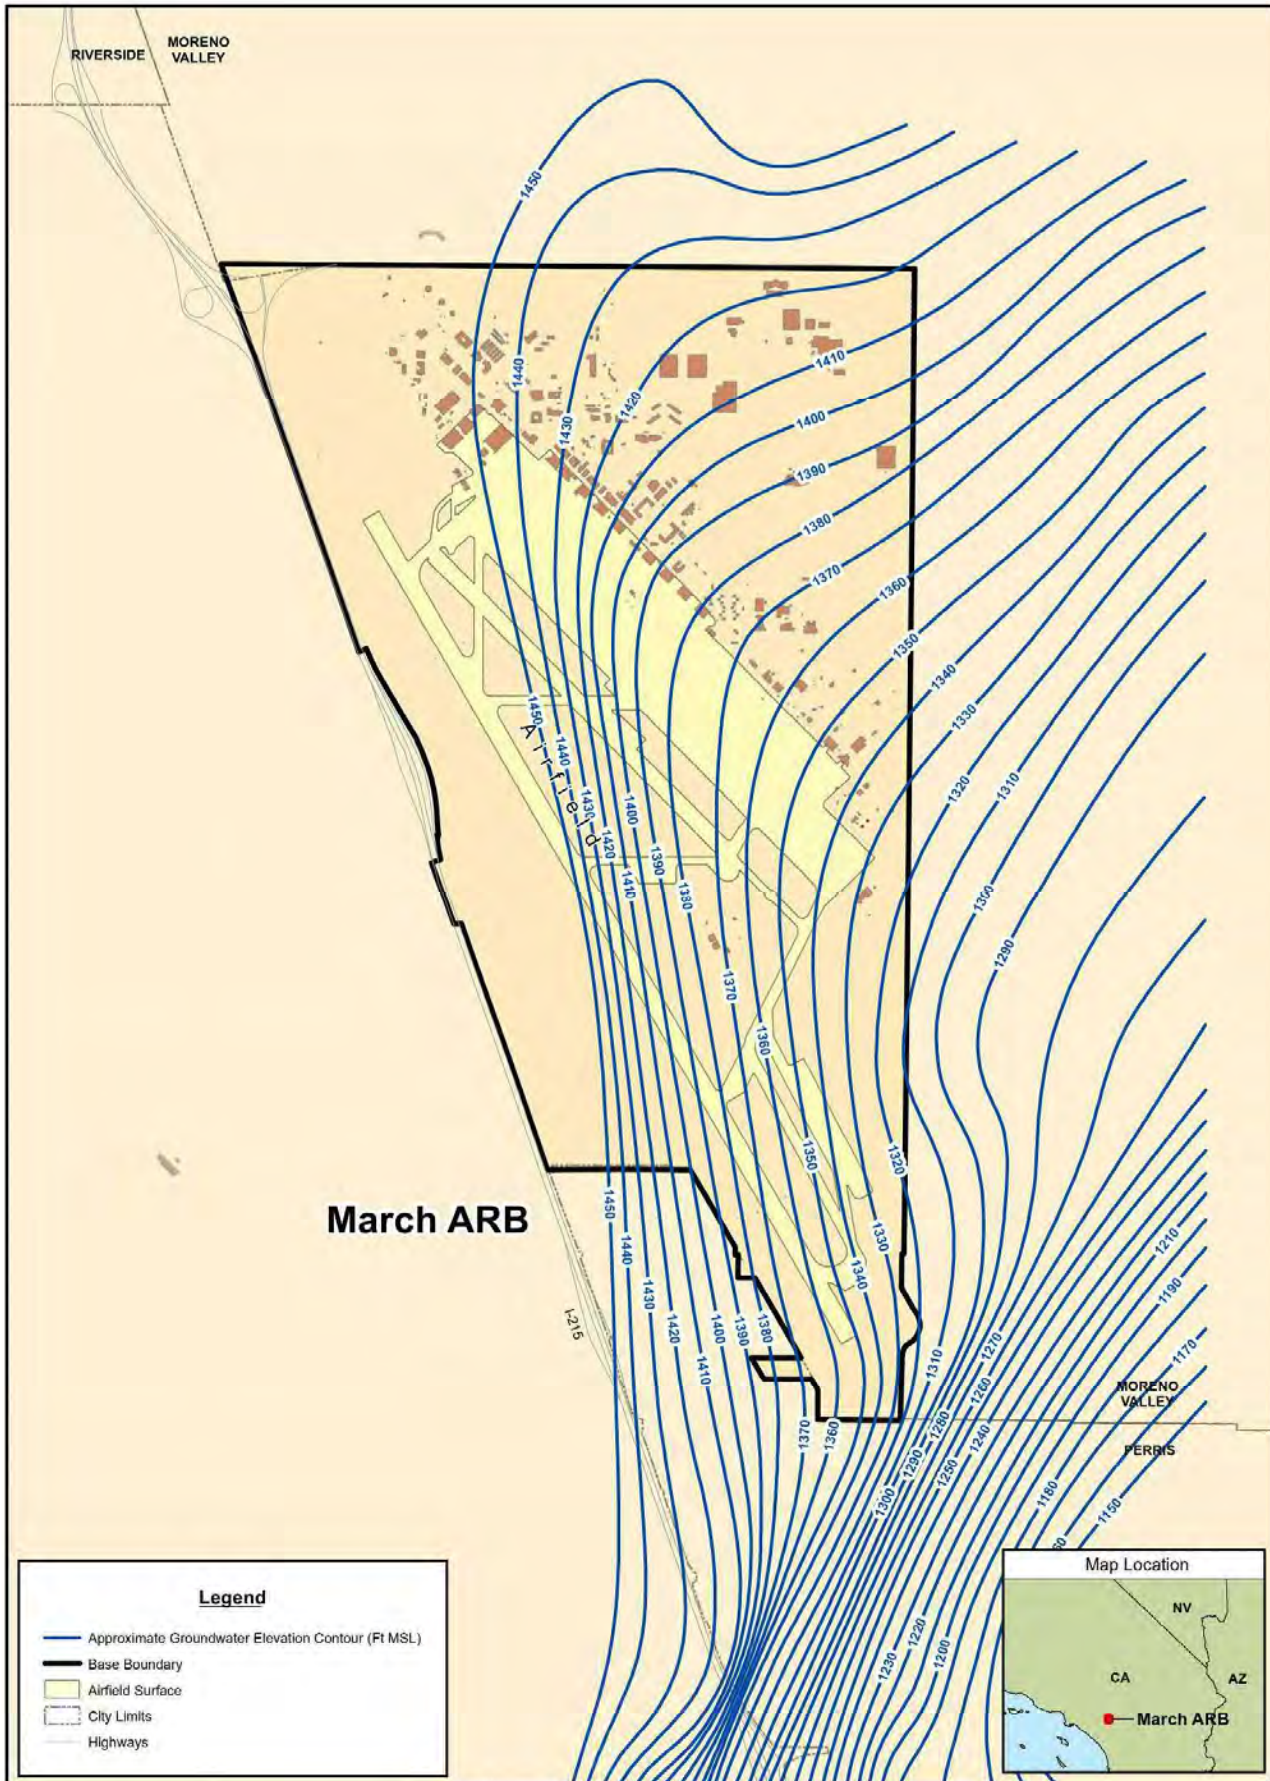 RIVERSIDE
MORENO
VALLEY
1450
1440
1430
1420
1410
1400
1390
1380
1370
1360
1350
1340
1330
1320
1310
1300
1290
1450
1440
1430
1420
1410
1400
1390
1380
1370
1360
1350
1340
1330
1320
1310
Airfield
March ARB
I-215
1450
1440
1430
1420
1410
1400
1390
1380
1370
1360
1300
1290
1280
1270
1260
1250
1240
1230
1220
1210
1200
1190
1180
1170
60
1150
MORENO
VALLEY
PERRIS
Legend
Approximate Groundwater Elevation Contour (Ft MSL)
Base Boundary
Airfield Surface
City Limits
Highways
Map Location
NV
CA
AZ
March ARB